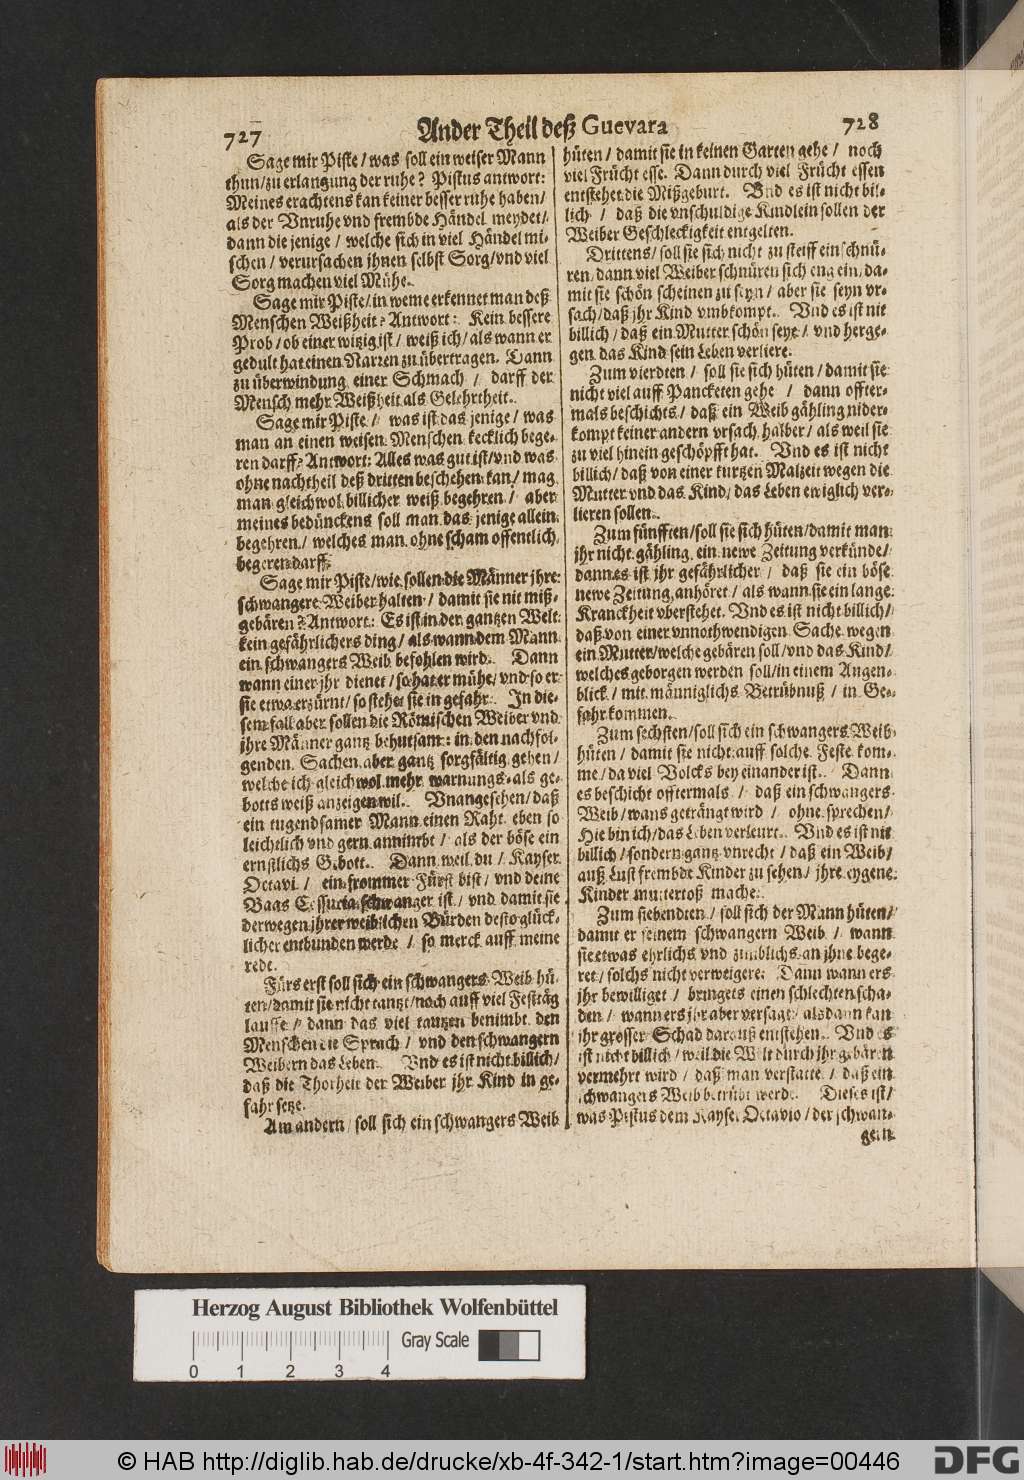 727
Ander Theil deß Guevara
728
Sage mir Piste / was soll ein weiser Mann
thun / zu erlangung der ruhe? Pistus antwort:
Meines erachtens kan keiner besser ruhe haben /
als der Vnruhe vnd frembde Händel meydet /
dann die jenige / welche sich in viel Händel mi-
schen / verursachen ihnen selbst Sorg / vnd viel
Sorg machen viel Mühe.
Sage mir Piste / in weme erkennet man deß
Menschen Weißheit? Antwort: Kein bessere
Prob / ob einer witzig ist / weiß ich / als wann er
gedult hat einen Narren zu übertragen. Dann
zu überwindung einer Schmach / darff der
Mensch mehr Weißheit als Gelehrtheit.
Sage mir Piste / was ist das jenige / was
man an einen weisen Menschen kecklich bege-
ren darff? Antwort: Alles was gut ist / vnd was
ohne nachtheil deß dritten beschehen kan / mag
man gleichwol billicher weiß begehren / aber
meines bedünckens soll man das jenige allein
begehren / welches man ohne scham offentlich
begeren darff.
Sage mir Piste / wie sollen die Männer jhre
schwangere Weiber halten / damit sie nit miß-
gebären? Antwort: Es ist in der gantzen Welt
kein gefährlichers ding / als wann dem Mann
ein schwangers Weib befohlen wird. Dann
wann einer jhr dienet / so hat er mühe / vnd so er
sie etwa erzürnt / so stehet sie in gefahr. In die-
sem fall aber sollen die Römischen Weiber vnd
jhre Männer gantz behutsam: in den nachfol-
genden Sachen aber gantz sorgfältig gehen /
welche ich gleichwol mehr warnungs- als ge-
botts weiß anzeigen wil. Vnangesehen / daß
ein tugendsamer Mann einen Raht eben so
leichtlich vnd gern annimbt / als der böse ein
ernstlichs Gebott. Dann weil du / Kayser
Octavi / ein frommer Fürst bist / vnd deine
Baas schwanger ist / vnd damit sie
derwegen jhrer weiblichen Bürden desto glück-
licher entbunden werde / so merck auff meine
rede.
Fürs erst soll sich ein schwangers Weib hü-
ten / damit sie nicht tantzt / noch auff viel Festtäg
lauffe / dann das viel tantzen benimbt den
Menschen die Sprach / vnd den schwangern
Weibern das Leben. Vnd es ist nicht billich /
daß die Thorheit der Weiber jhr Kind in ge-
fahr setze.
Am andern / soll sich ein schwangers Weib
hüten / damit sie in keinen Garten gehe / noch
viel Frücht esse. Dann durch viel Frücht essen
entstehet die Mißgeburt. Vnd es ist nicht bil-
lich / daß die vnschuldige Kindlein sollen der
Weiber Geschleckigkeit entgelten.
Drittens / soll sie sich nicht zu steiff einschnü-
ren, dann viel Weiber schnüren sich eng ein / da-
mit sie schön scheinen zu seyn / aber sie seyn vr-
sach / daß jhr Kind vmbkompt. Vnd es ist nit
billich / daß ein Mutter schön seye / vnd herge-
gen das Kind sein Leben verliere.
Zum vierdten / soll sie sich hüten / damit sie
nicht viel auff Pancketen gehe / dann offter-
mals beschichts / daß ein Weib gähling nider-
kompt keiner andern vrsach halber / als weil sie
zu viel hinein geschöpfft hat. Vnd es ist nicht
billich / daß von einer kurtzen Malzeit wegen die
Mutter vnd das Kind / das Leben ewiglich ver-
lieren sollen.
Zum fünfften / soll sie sich hüten / damit man
jhr nicht gähling ein newe Zeitung verkünde /
dann es ist jhr gefährlicher / daß sie ein böse
newe Zeitung anhöret / als wann sie ein lange
Kranckheit vberstehet. Vnd es ist nicht billich /
daß von einer vnnothwendigen Sache wegen
ein Mutter / welche gebären soll / vnd das Kind /
welches geborgen werden soll / in einem Augen-
blick / mit männiglichs Betrübnuß / in Ge-
fahr kommen.
Zum sechsten / soll sich ein schwangers Weib
hüten / damit sie nicht auff solche Feste kom-
me / da viel Volcks bey einander ist. Dann
es beschicht offtermals / daß ein schwangers
Weib / wans geträngt wird / ohne sprechen /
Hie bin ich / das Leben verleurt. Vnd es ist nit
billich / sondern gantz vnrecht / daß ein Weib /
auß Lust frembde Kinder zu sehen / jhre eygene
Kinder mutterloß mache.
Zum siebendten / soll sich der Mann hüten /
damit er seinem schwangern Weib / wann
sie etwas ehrlichs vnd zimblichs an jhne bege-
ret / solchs nicht verweigere: Dann wann ers
jhr bewilliget / bringets einen schlechten scha-
den / wann ers jhr aber versagt / alsdann kan
ihr grosser Schad darauß entstehen. Vnd es
ist nicht billich / weil die Welt durch jhr gebären
vermehrt wird / daß man verstatte / daß ein
schwangers Weib betrübt werde. Dieses ist /
was Pistus dem Kayser Octavio / der schwan-
gern
Herzog August Bibliothek Wolfenbüttel
Gray Scale
0 1 2 3 4
© HAB http://diglib.hab.de/drucke/xb-4f-342-1/start.htm?image=00446
DFG